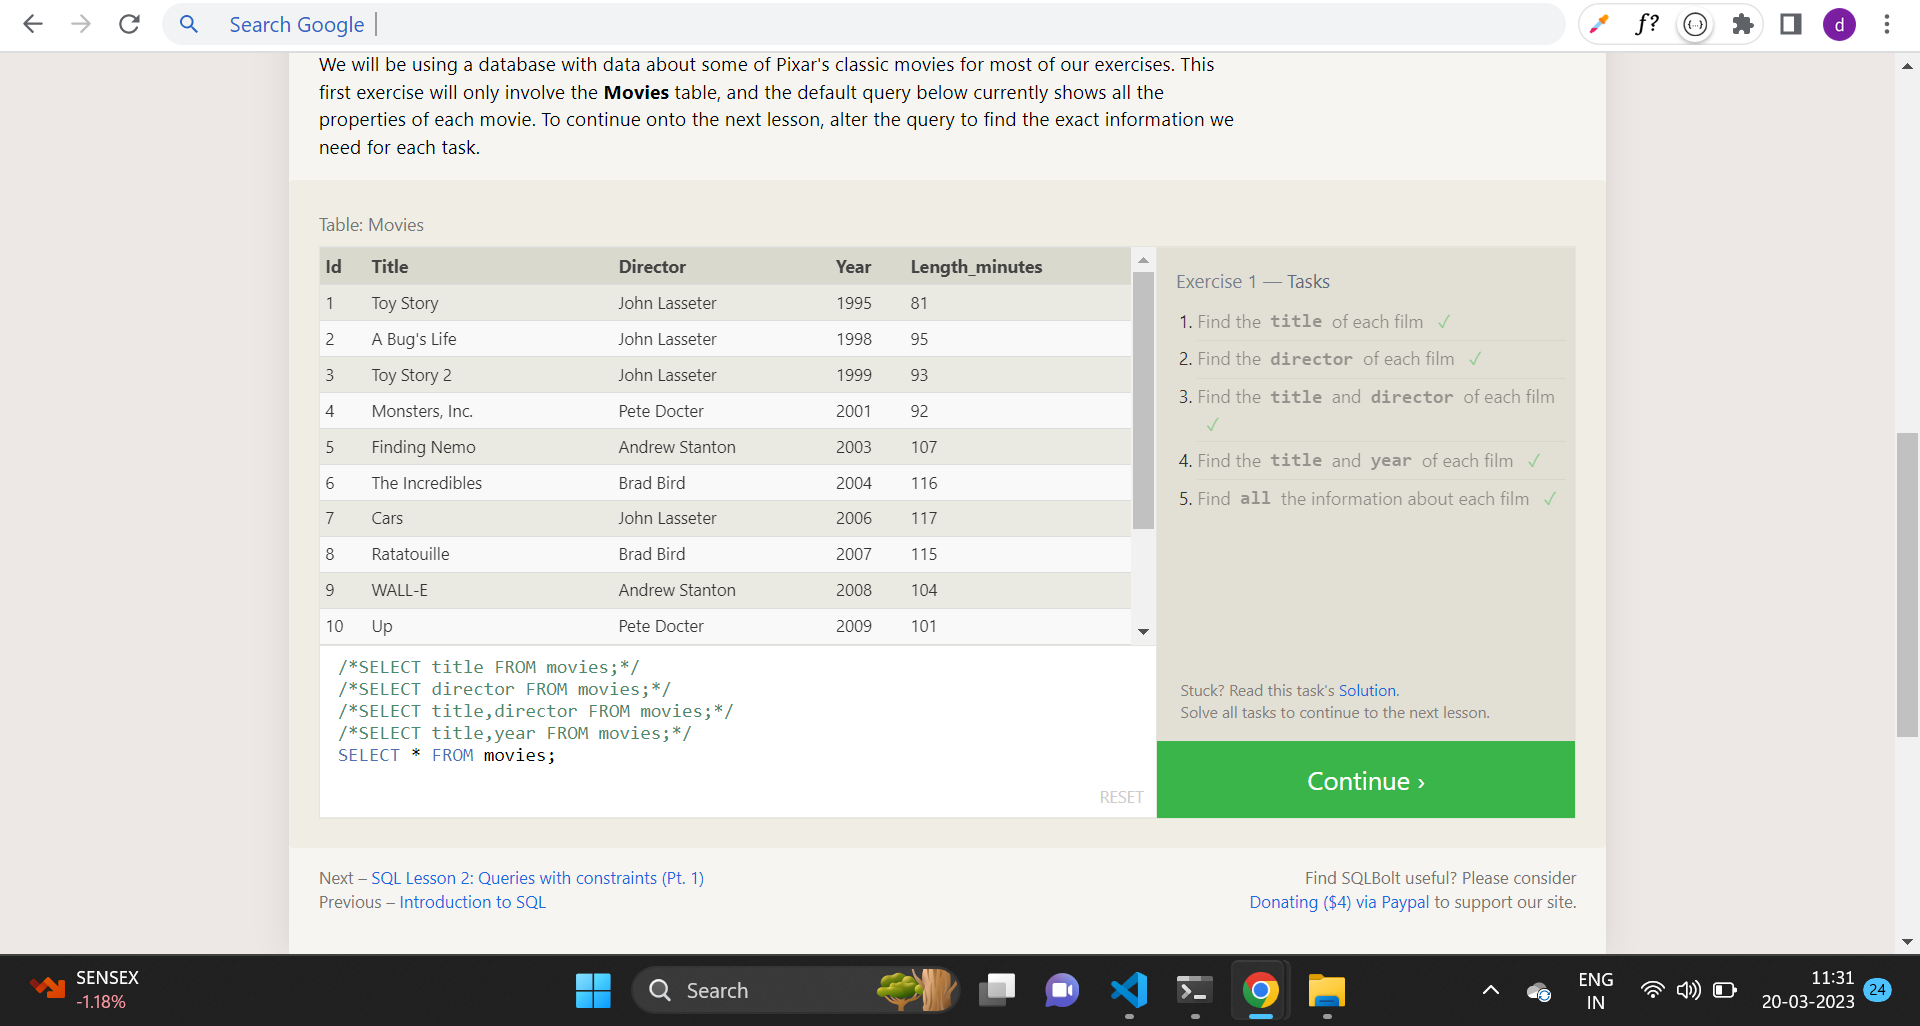 Search Google
f?
{···}
d
We will be using a database with data about some of Pixar's classic movies for most of our exercises. This
first exercise will only involve the Movies table, and the default query below currently shows all the
properties of each movie. To continue onto the next lesson, alter the query to find the exact information we
need for each task.
Table: Movies
Id Title Director Year Length_minutes
1 Toy Story John Lasseter 1995 81
2 A Bug's Life John Lasseter 1998 95
3 Toy Story 2 John Lasseter 1999 93
4 Monsters, Inc. Pete Docter 2001 92
5 Finding Nemo Andrew Stanton 2003 107
6 The Incredibles Brad Bird 2004 116
7 Cars John Lasseter 2006 117
8 Ratatouille Brad Bird 2007 115
9 WALL-E Andrew Stanton 2008 104
10 Up Pete Docter 2009 101
/*SELECT title FROM movies;*/
/*SELECT director FROM movies;*/
/*SELECT title,director FROM movies;*/
/*SELECT title,year FROM movies;*/
SELECT * FROM movies;
RESET
Exercise 1 — Tasks
1. Find the title of each film ✓
2. Find the director of each film ✓
3. Find the title and director of each film
✓
4. Find the title and year of each film ✓
5. Find all the information about each film ✓
Stuck? Read this task's Solution.
Solve all tasks to continue to the next lesson.
Continue ›
Next – SQL Lesson 2: Queries with constraints (Pt. 1)
Previous – Introduction to SQL
Find SQLBolt useful? Please consider
Donating ($4) via Paypal to support our site.
SENSEX
-1.18%
Search
ENG
IN
11:31
20-03-2023
24